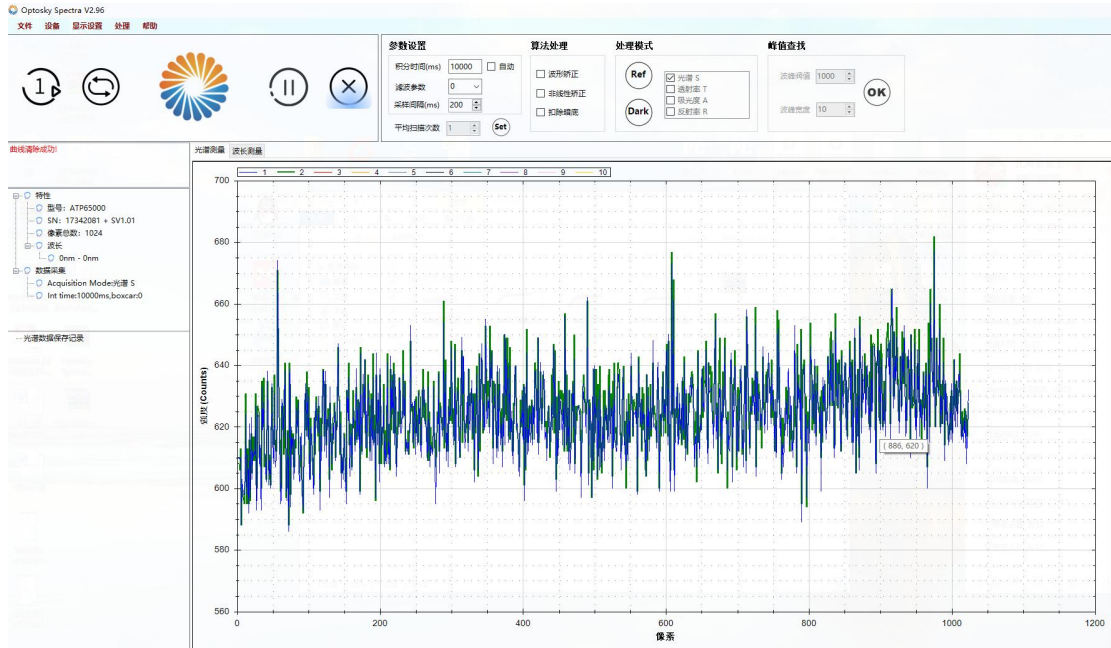 Optosky Spectra V2.96
文件 设备 显示设置 处理 帮助
参数设置
积分时间(ms) 10000 自动
滤波参数 0
采样间隔(ms) 200
平均扫描次数 1 Set
算法处理
波形矫正
非线性矫正
扣除暗底
处理模式
Ref
Dark
光谱 S
透射率 T
吸光度 A
反射率 R
峰值查找
波峰阈值 1000
波峰宽度 10
OK
1
曲线清除成功!
特性
型号: ATP65000
SN: 17342081 + SV1.01
像素总数: 1024
波长
0nm - 0nm
数据采集
Acquisition Mode:光谱 S
Int time:10000ms,boxcar:0
光谱数据保存记录
光谱测量 波长测量
1 2 3 4 5 6 7 8 9 10
700
680
660
640
620
600
580
560
强度 (Counts)
( 886, 620 )
0 200 400 600 800 1000 1200
像素